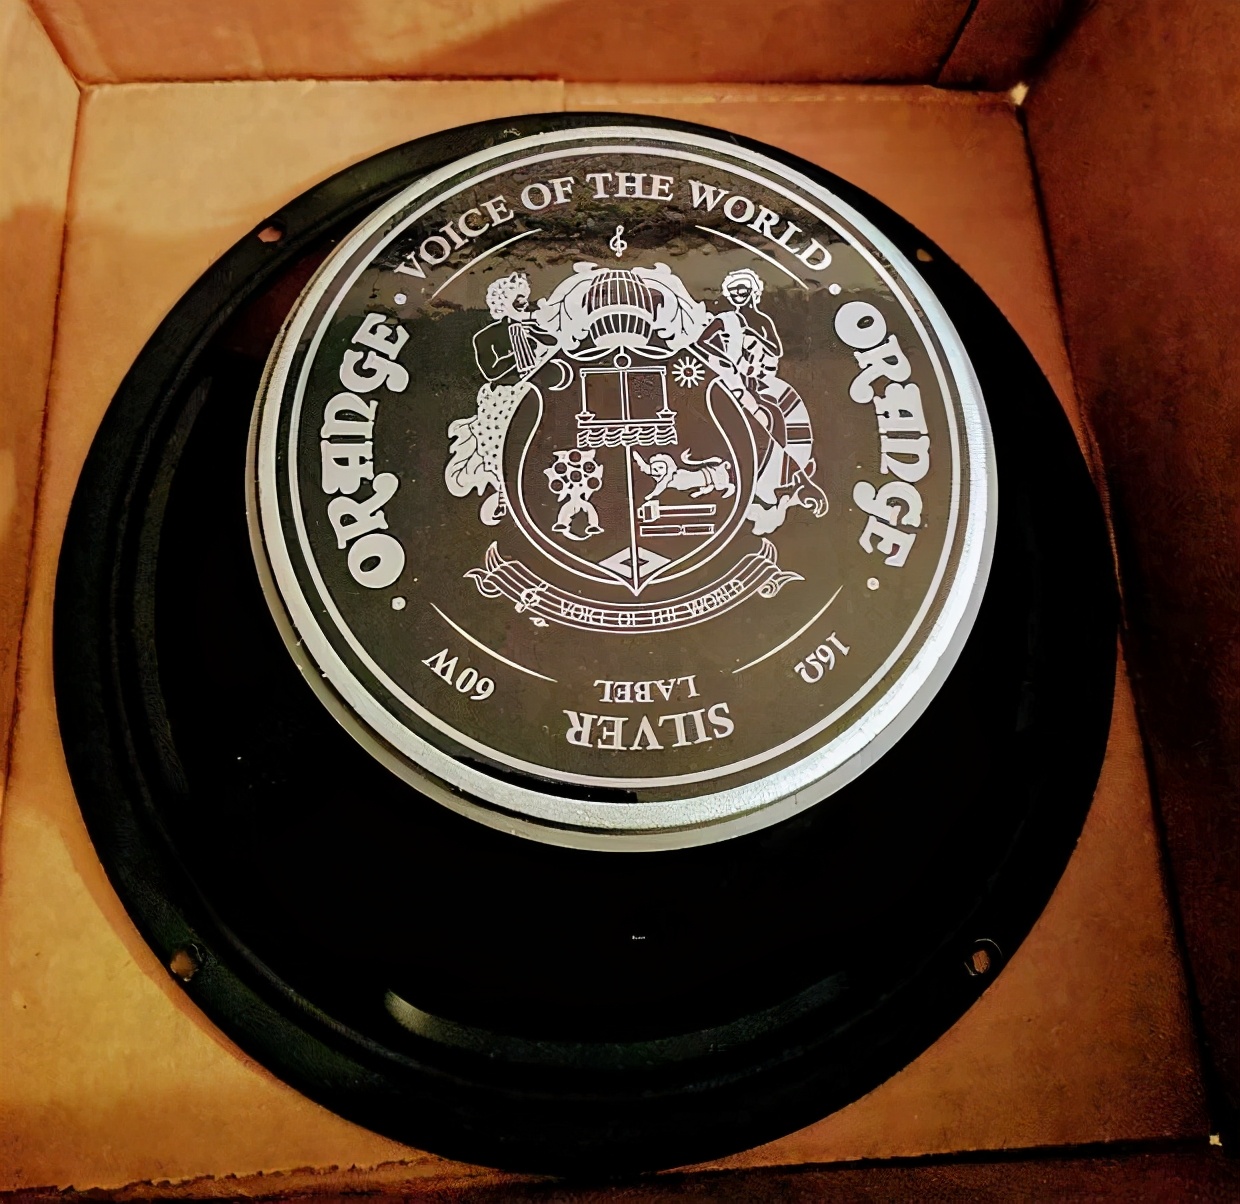 VOICE OF THE WORLD
ORANGE
ORANGE
VOICE OF THE WORLD
60W
16Ω
SILVER
LABEL